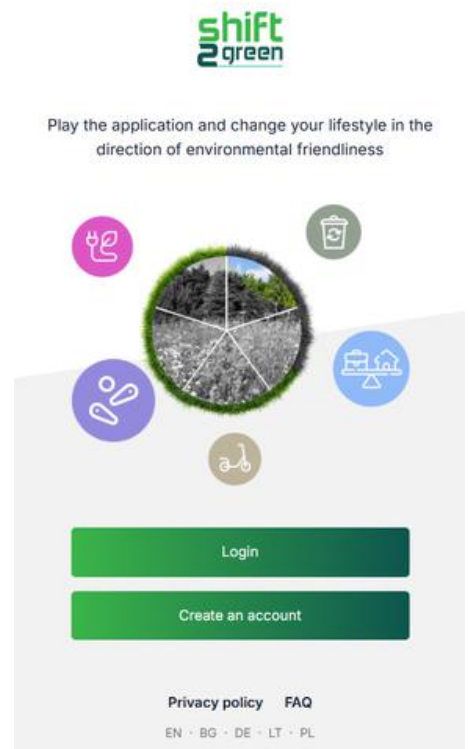 shift
2green
Play the application and change your lifestyle in the
direction of environmental friendliness
Login
Create an account
Privacy policy FAQ
EN · BG · DE · LT · PL